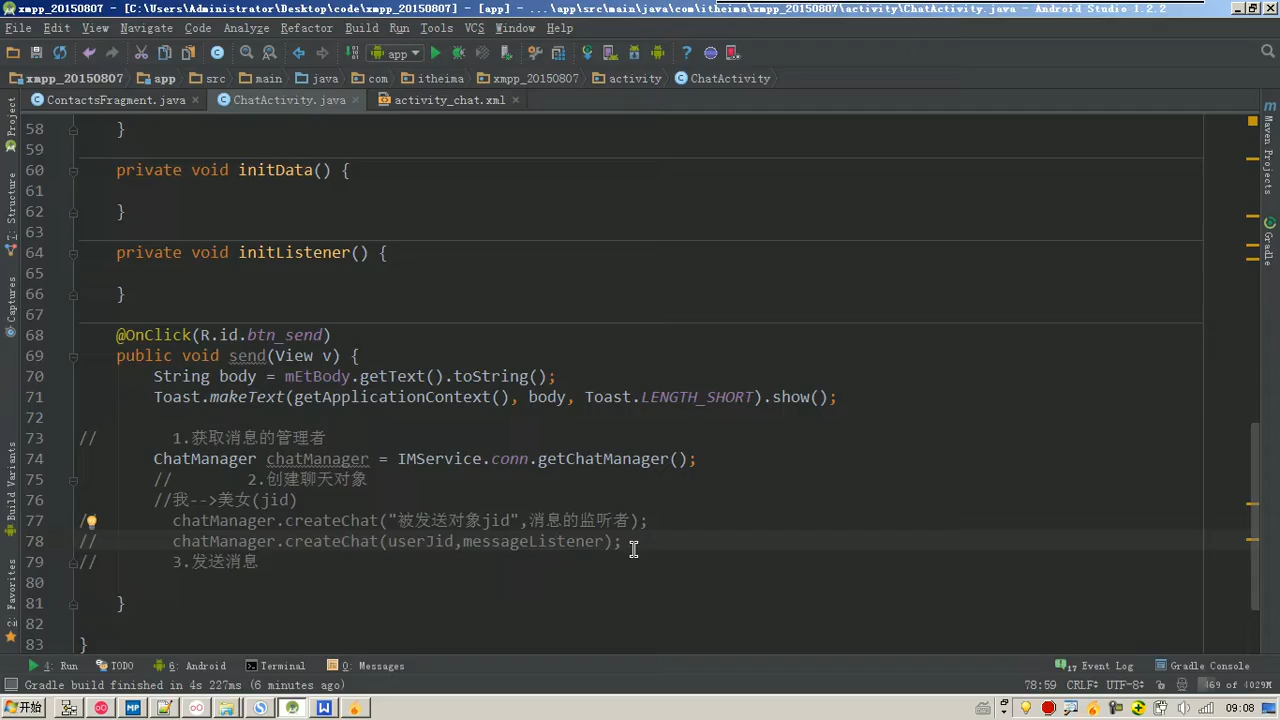 xmpp_20150807 - [C:\Users\Administrator\Desktop\code\xmpp_20150807] - [app] - ...\app\src\main\java\com\itheima\xmpp_20150807\activity\ChatActivity.java - Android Studio 1.2.2
File Edit View Navigate Code Analyze Refactor Build Run Tools VCS Window Help
app
xmpp_20150807 app src main java com itheima xmpp_20150807 activity ChatActivity
ContactsFragment.java ChatActivity.java activity_chat.xml
Project
1: Structure
Captures
Build Variants
2: Favorites
Maven Projects
Gradle
58 }
59
60 private void initData() {
61
62 }
63
64 private void initListener() {
65
66 }
67
68 @OnClick(R.id.btn_send)
69 public void send(View v) {
70 String body = mEtBody.getText().toString();
71 Toast.makeText(getApplicationContext(), body, Toast.LENGTH_SHORT).show();
72
73 // 1.获取消息的管理者
74 ChatManager chatManager = IMService.conn.getChatManager();
75 // 2.创建聊天对象
76 //我-->美女(jid)
77 / chatManager.createChat("被发送对象jid",消息的监听者);
78 // chatManager.createChat(userJid,messageListener);
79 // 3.发送消息
80
81 }
82
83 }
4: Run TODO 6: Android Terminal 0: Messages 17 Event Log Gradle Console
Gradle build finished in 4s 227ms (6 minutes ago) 78:59 CRLF UTF-8 469 of 4029M
开始 09:08